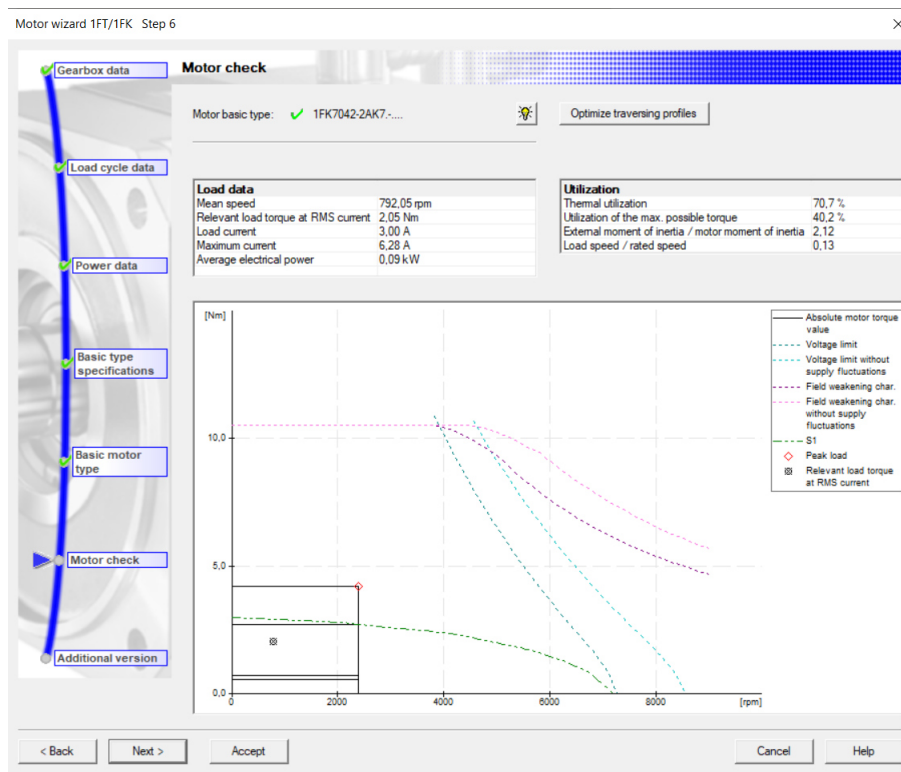 Motor wizard 1FT/1FK Step 6
Gearbox data
Load cycle data
Power data
Basic type
specifications
Basic motor
type
Motor check
Additional version
Motor check
Motor basic type: 1FK7042-2AK7.-....
Optimize traversing profiles
Load data
Mean speed 792,05 rpm
Relevant load torque at RMS current 2,05 Nm
Load current 3,00 A
Maximum current 6,28 A
Average electrical power 0,09 kW
Utilization
Thermal utilization 70,7 %
Utilization of the max. possible torque 40,2 %
External moment of inertia / motor moment of inertia 2,12
Load speed / rated speed 0,13
[Nm]
10,0
5,0
0,0
0 2000 4000 6000 8000 [rpm]
Absolute motor torque
value
Voltage limit
Voltage limit without
supply fluctuations
Field weakening char.
Field weakening char.
without supply
fluctuations
S1
Peak load
Relevant load torque
at RMS current
< Back Next > Accept Cancel Help